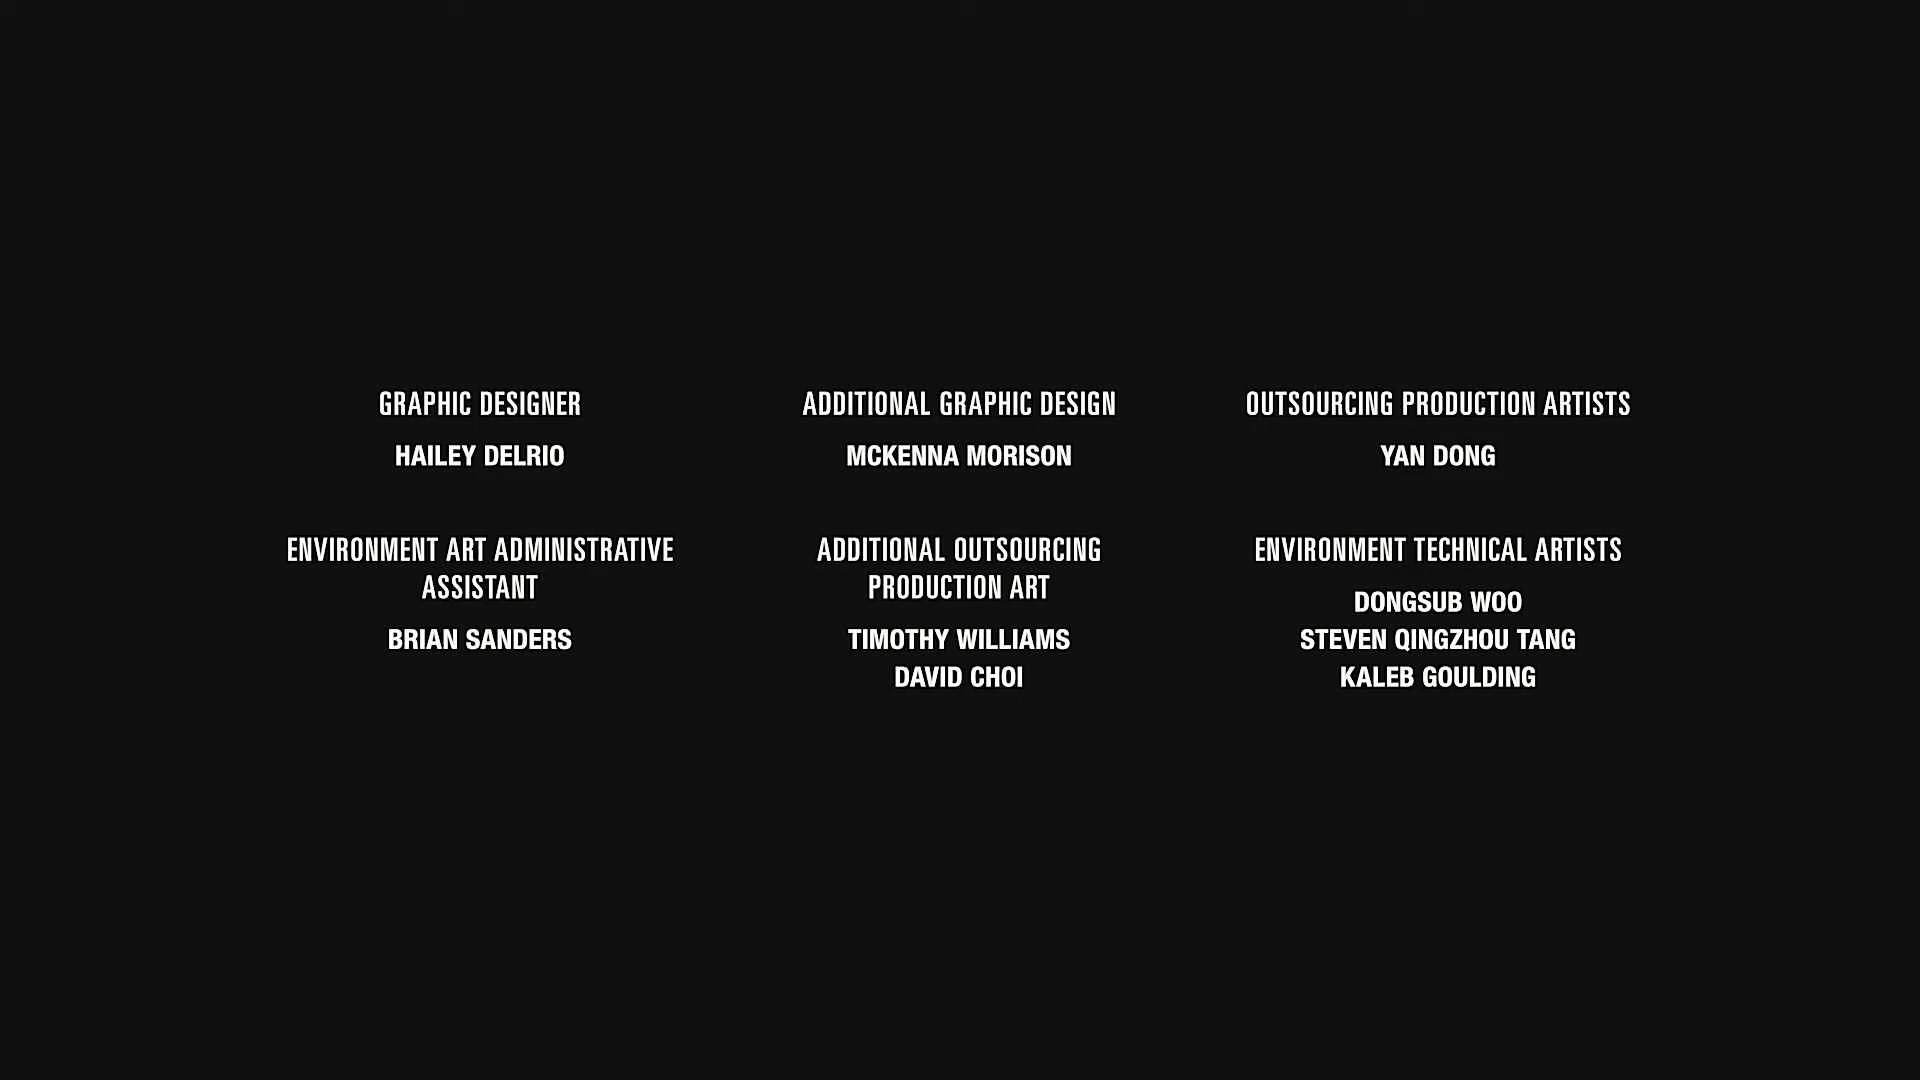 GRAPHIC DESIGNER
HAILEY DELRIO
ADDITIONAL GRAPHIC DESIGN
MCKENNA MORISON
OUTSOURCING PRODUCTION ARTISTS
YAN DONG
ENVIRONMENT ART ADMINISTRATIVE
ASSISTANT
BRIAN SANDERS
ADDITIONAL OUTSOURCING
PRODUCTION ART
TIMOTHY WILLIAMS
DAVID CHOI
ENVIRONMENT TECHNICAL ARTISTS
DONGSUB WOO
STEVEN QINGZHOU TANG
KALEB GOULDING